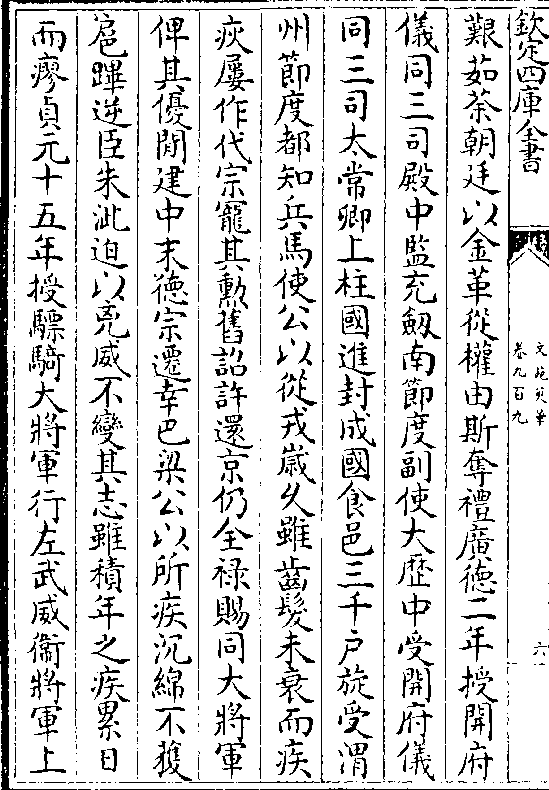 欽定四庫全書
文苑英華
卷九百九
六
艱茹荼朝廷以金革從權由斯奪禮廣德二年授開府
儀同三司殿中監充劔南節度副使大歴中受開府儀
同三司太常卿上柱國進封成國食邑三千户旋受渭
州節度都知兵馬使公以從戎嵗久雖齒髮未衰而疾
疢屢作代宗寵其勲舊詔許還京仍全禄賜同大將軍
俾其優閒建中末德宗遷幸巴梁公以所疾沉綿不獲
扈蹕逆臣朱泚迫以兇威不變其志雖積年之疾累日
而瘳貞元十五年授驃騎大將軍行左武威衞將軍上